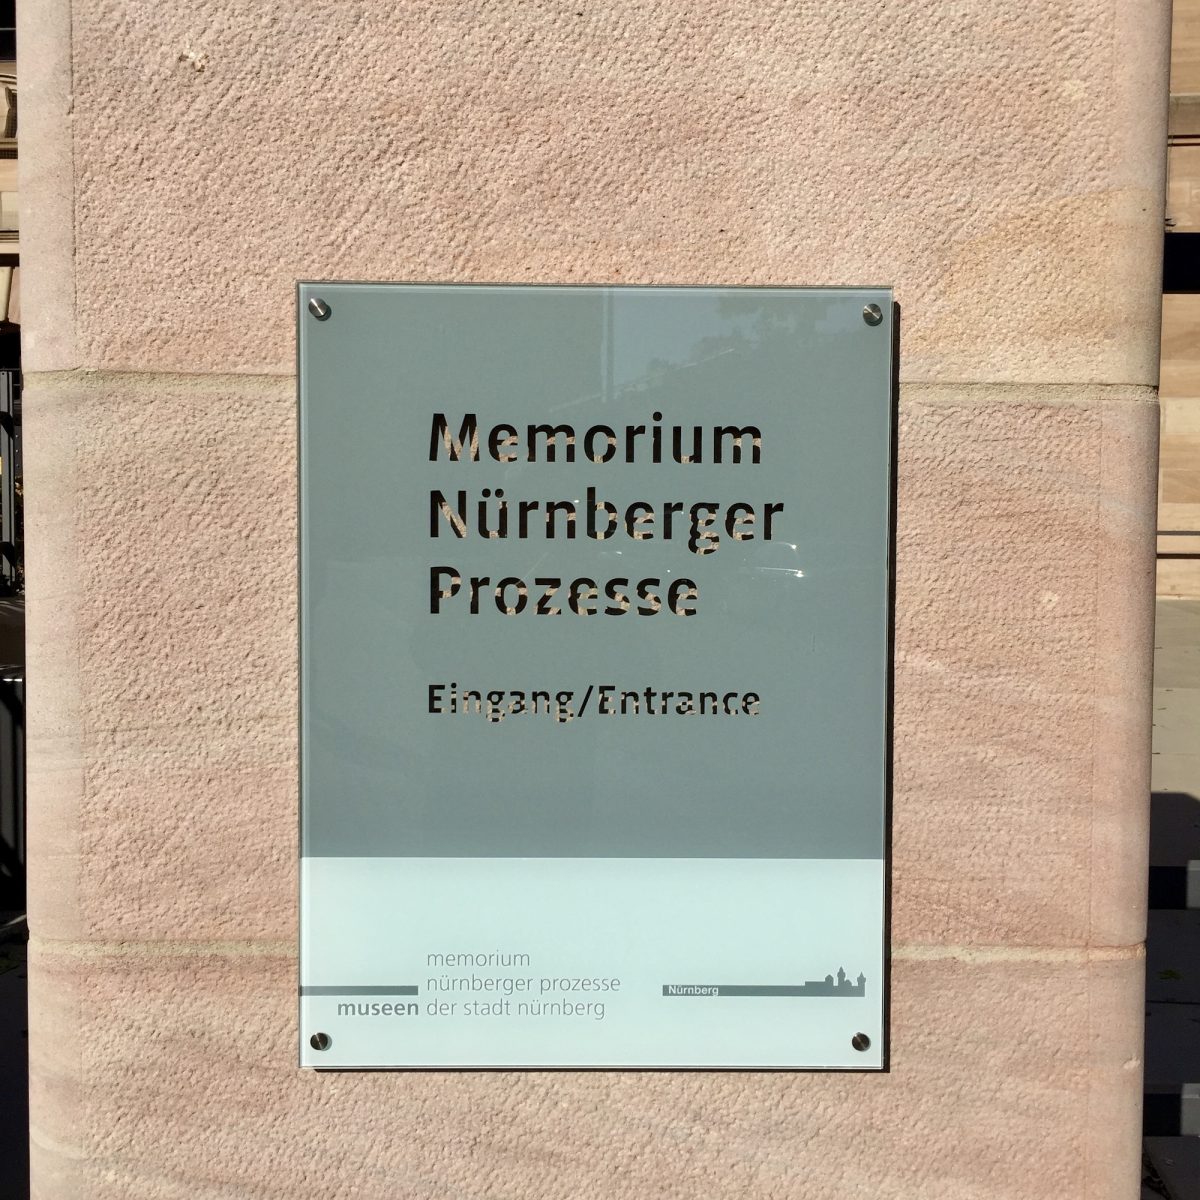 Memorium
Nürnberger
Prozesse
Eingang/Entrance
memorium
nürnberger prozesse
museen der stadt nürnberg
Nürnberg